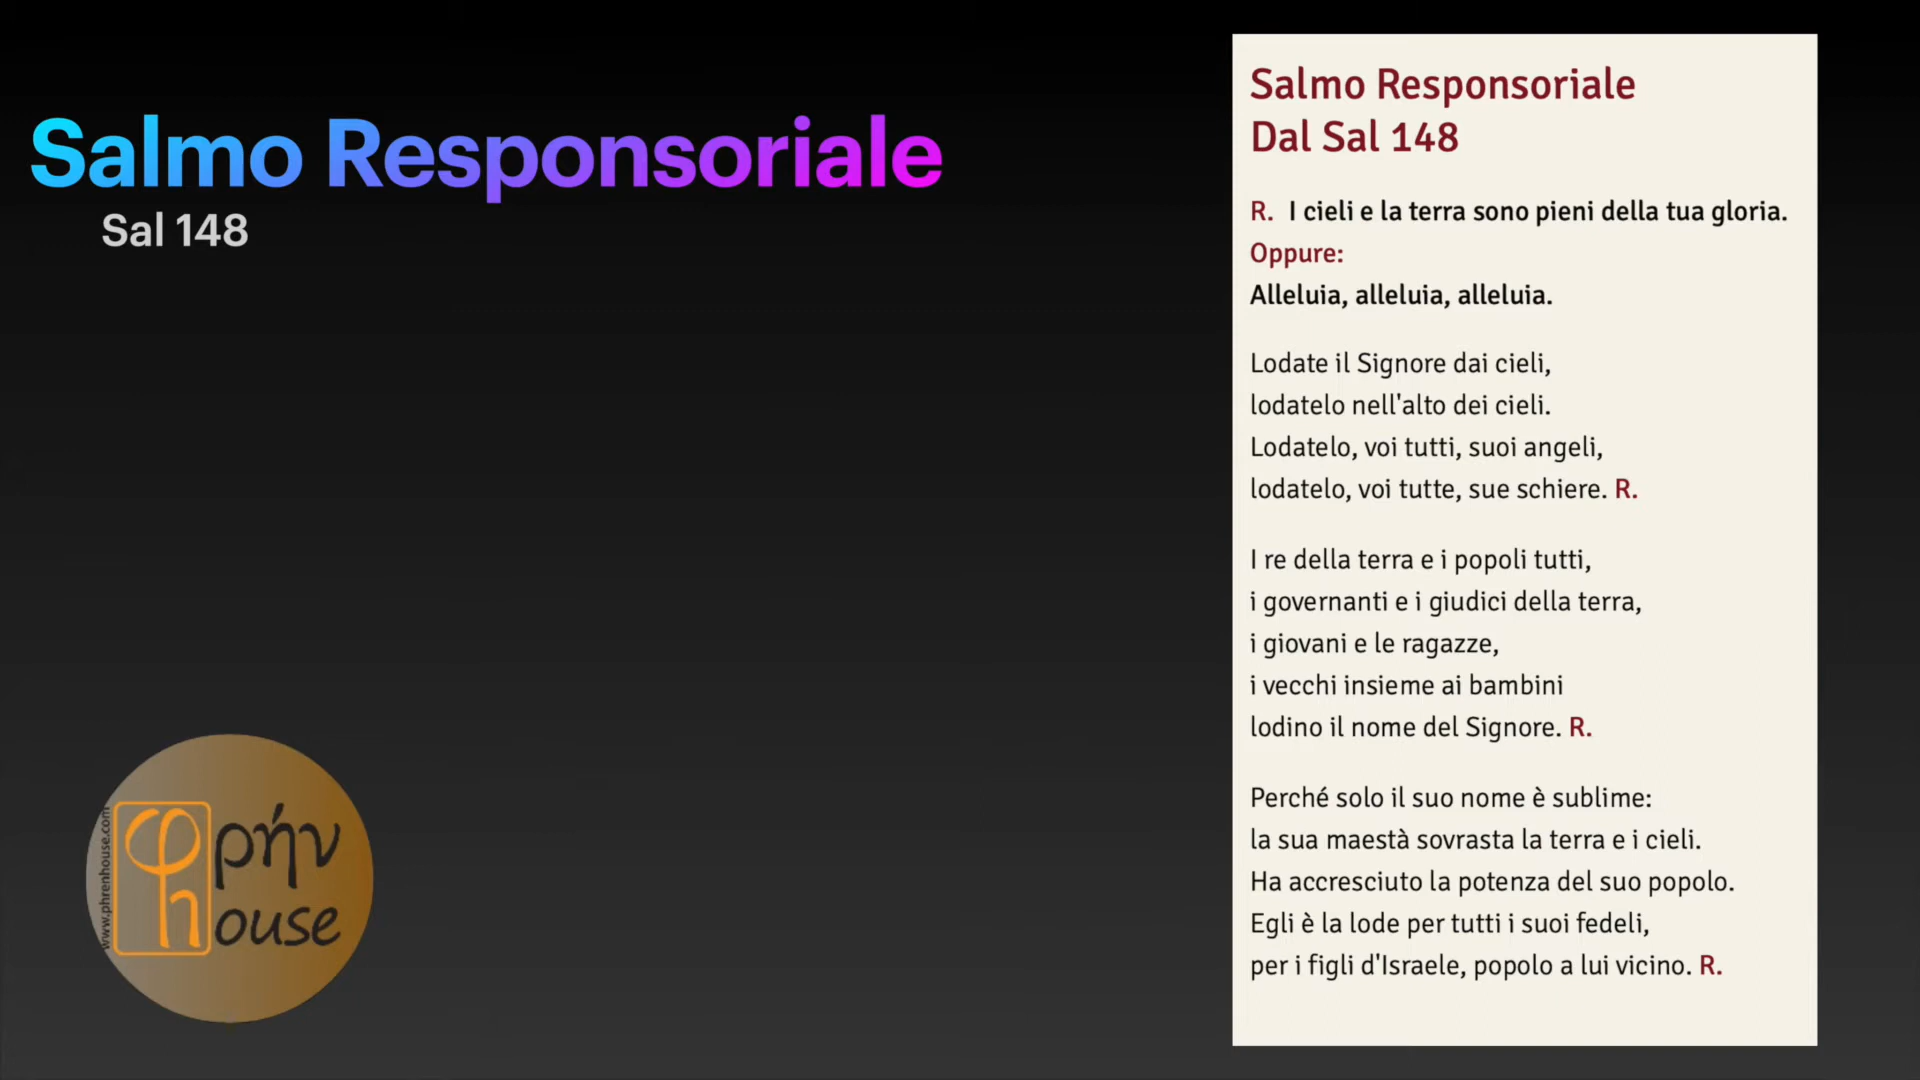 Salmo Responsoriale
Sal 148
Salmo Responsoriale
Dal Sal 148
R. I cieli e la terra sono pieni della tua gloria.
Oppure:
Alleluia, alleluia, alleluia.
Lodate il Signore dai cieli,
lodatelo nell'alto dei cieli.
Lodatelo, voi tutti, suoi angeli,
lodatelo, voi tutte, sue schiere. R.
I re della terra e i popoli tutti,
i governanti e i giudici della terra,
i giovani e le ragazze,
i vecchi insieme ai bambini
lodino il nome del Signore. R.
Perché solo il suo nome è sublime:
la sua maestà sovrasta la terra e i cieli.
Ha accresciuto la potenza del suo popolo.
Egli è la lode per tutti i suoi fedeli,
per i figli d'Israele, popolo a lui vicino. R.
www.phrenhouse.com
φρήν
house